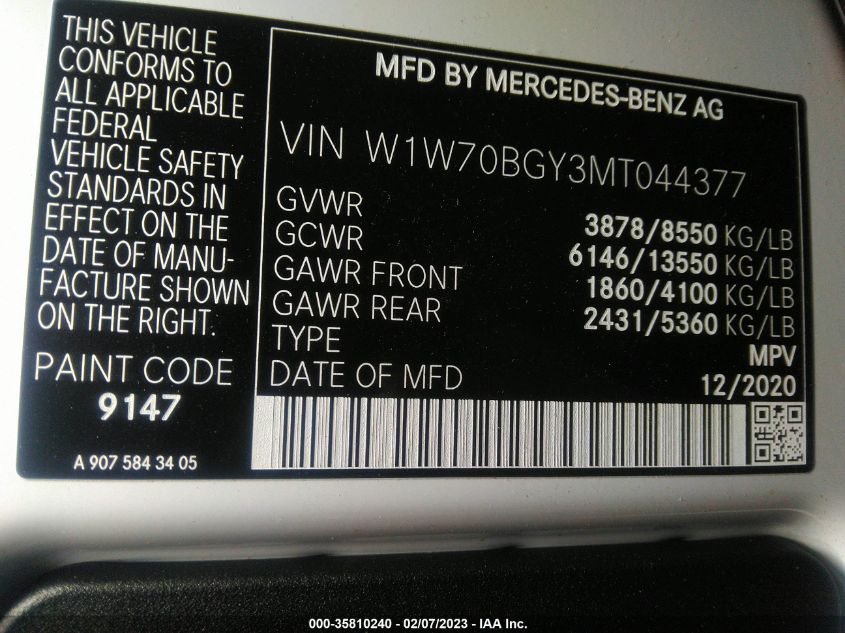 THIS VEHICLE
CONFORMS TO
ALL APPLICABLE
FEDERAL
VEHICLE SAFETY
STANDARDS IN
EFFECT ON THE
DATE OF MANU-
FACTURE SHOWN
ON THE RIGHT.
PAINT CODE
9147
A 907 584 34 05
MFD BY MERCEDES-BENZ AG
VIN W1W70BGY3MT044377
GVWR 3878/8550 KG/LB
GCWR 6146/13550 KG/LB
GAWR FRONT 1860/4100 KG/LB
GAWR REAR 2431/5360 KG/LB
TYPE MPV
DATE OF MFD 12/2020
000-35810240 - 02/07/2023 - IAA Inc.